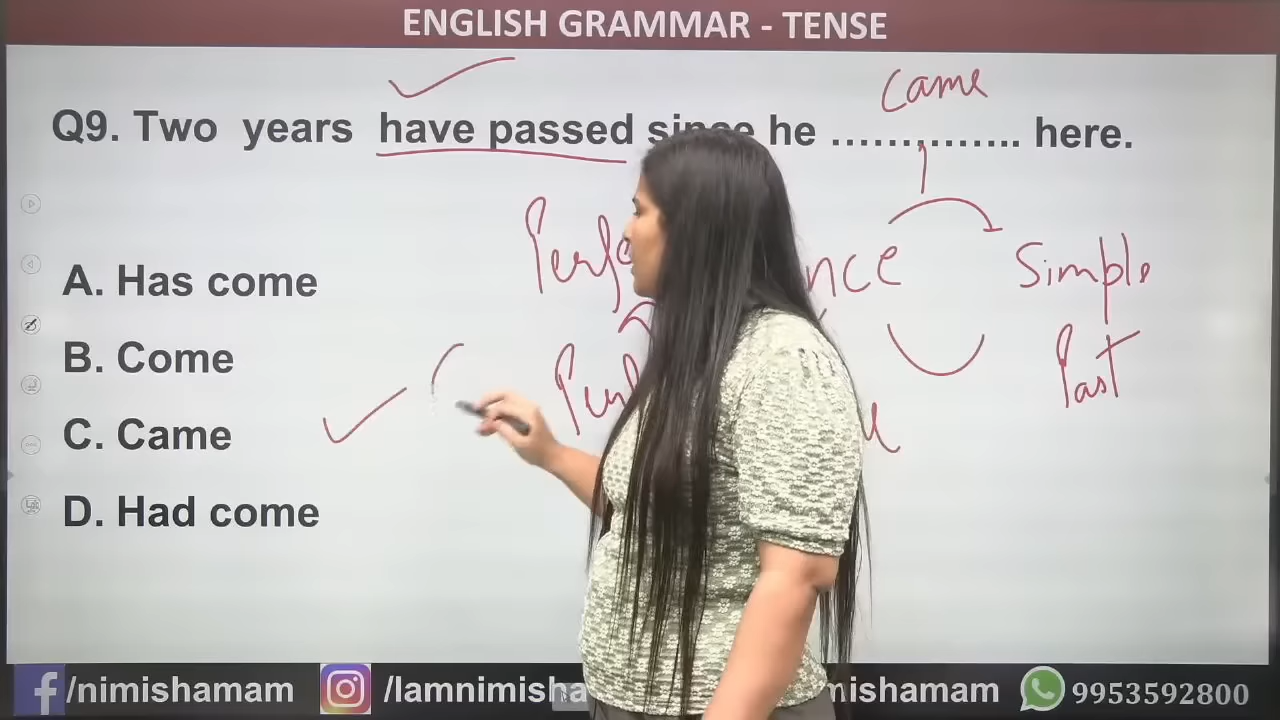 ENGLISH GRAMMAR - TENSE
came
Q9. Two years have passed since he ………….. here.
Simple
Past
A. Has come
B. Come
C. Came
D. Had come
/nimishamam
9953592800